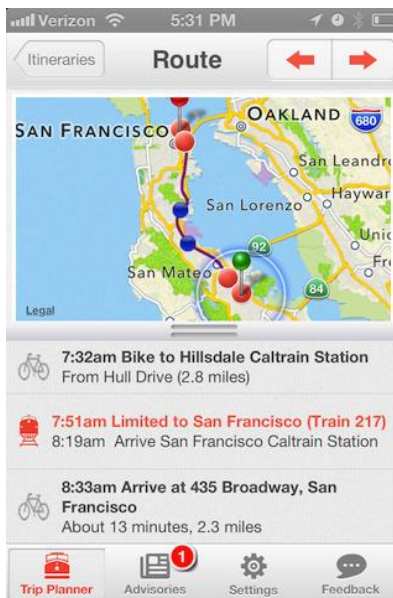 Verizon 5:31 PM
Itineraries Route
OAKLAND 680
SAN FRANCISCO
San Leandro
Haywar
San Lorenzo
Unio
92
Fre
San Mateo
84
Legal
7:32am Bike to Hillsdale Caltrain Station
From Hull Drive (2.8 miles)
7:51am Limited to San Francisco (Train 217)
8:19am Arrive San Francisco Caltrain Station
8:33am Arrive at 435 Broadway, San
Francisco
About 13 minutes, 2.3 miles
1
Trip Planner Advisories Settings Feedback